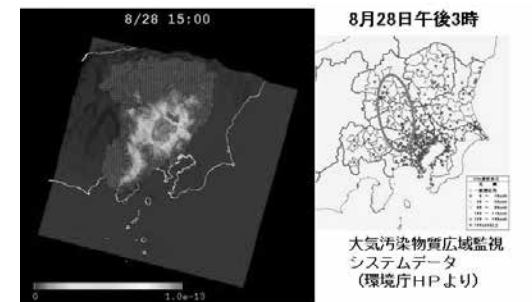 8/28 15:00
0
1.0e-13
8月28日午後3時
大気汚染物質広域監視
システムデータ
（環境庁HPより）